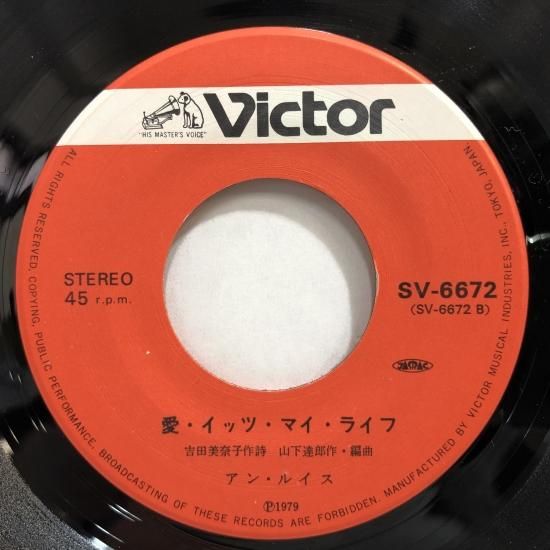 Victor
"HIS MASTER'S VOICE"
STEREO
45 r.p.m.
SV-6672
(SV-6672 B)
JASRAC
愛・イッツ・マイ・ライフ
吉田美奈子作詩 山下達郎作・編曲
アン・ルイス
Ⓟ1979
ALL RIGHTS RESERVED. COPYING, PUBLIC PERFORMANCE, BROADCASTING OF THESE RECORDS ARE FORBIDDEN. MANUFACTURED BY VICTOR MUSICAL INDUSTRIES, INC. TOKYO, JAPAN.